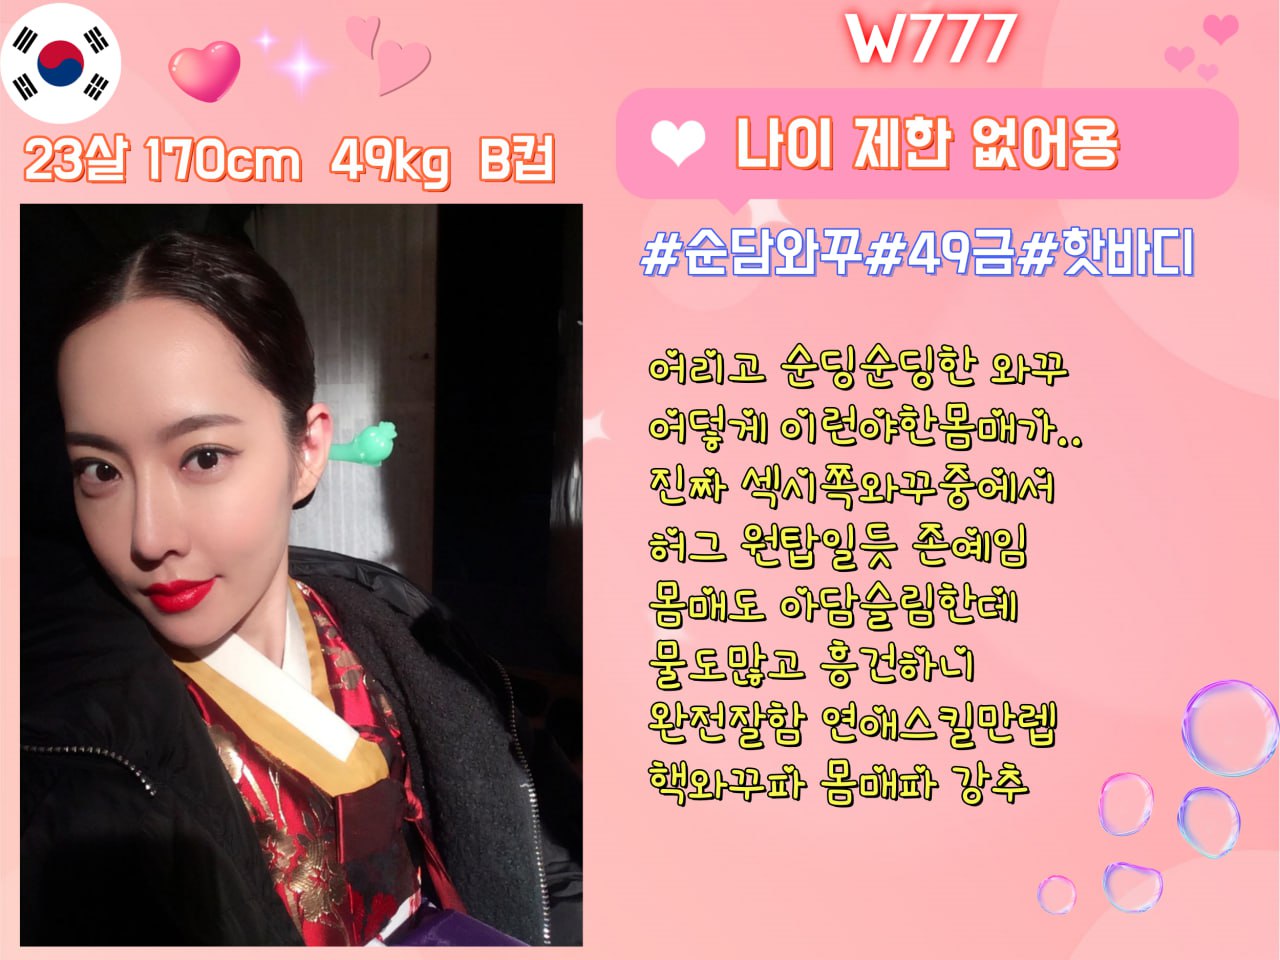 W777
23살 170cm 49kg B컵
나이 제한 없어용
#순담와꾸#49금#핫바디
어리고 순딩순딩한 와꾸
어덯게 이런야한몸매가..
진짜 섹시쪽와꾸중에서
허그 원탑일듯 존예임
몸매도 아담슬림한데
물도많고 흥건하니
완전잘함 연애스킬만렙
핵와꾸파 몸매파 강추